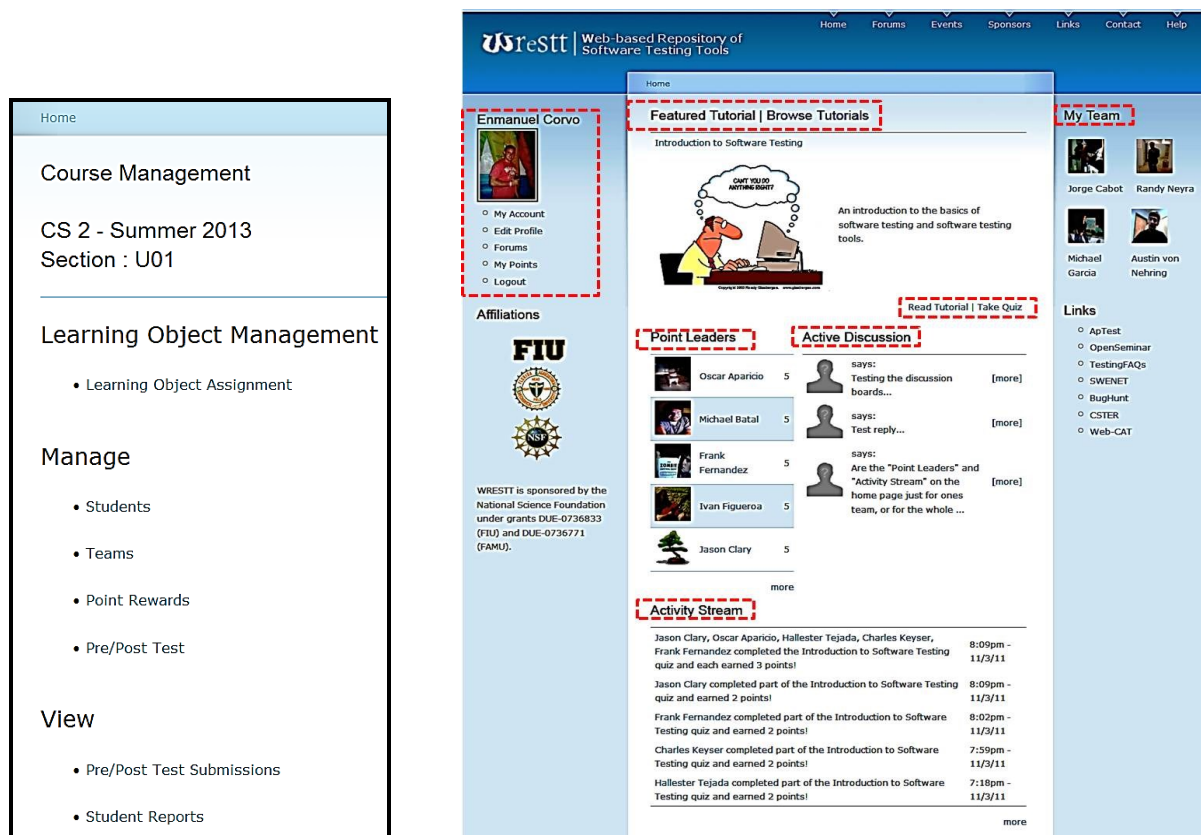 Home
Course Management
CS 2 - Summer 2013
Section : U01
Learning Object Management
• Learning Object Assignment
Manage
• Students
• Teams
• Point Rewards
• Pre/Post Test
View
• Pre/Post Test Submissions
• Student Reports
WReSTT | Web-based Repository of
Software Testing Tools
Home Forums Events Sponsors Links Contact Help
Home
Enmanuel Corvo
My Account
Edit Profile
Forums
My Points
Logout
Affiliations
FIU
NSF
WRESTT is sponsored by the
National Science Foundation
under grants DUE-0736833
(FIU) and DUE-0736771
(FAMU).
Featured Tutorial | Browse Tutorials
Introduction to Software Testing
CAN'T YOU DO
ANYTHING RIGHT?
An introduction to the basics of
software testing and software testing
tools.
Read Tutorial | Take Quiz
Point Leaders
Oscar Aparicio 5
Michael Batal 5
Frank
Fernandez 5
Ivan Figueroa 5
Jason Clary 5
more
Active Discussion
says:
Testing the discussion
boards...
[more]
says:
Test reply...
[more]
says:
Are the "Point Leaders" and
"Activity Stream" on the
home page just for ones
team, or for the whole ...
[more]
Activity Stream
Jason Clary, Oscar Aparicio, Hallester Tejada, Charles Keyser,
Frank Fernandez completed the Introduction to Software Testing
quiz and each earned 3 points!
8:09pm -
11/3/11
Jason Clary completed part of the Introduction to Software Testing
quiz and earned 2 points!
8:09pm -
11/3/11
Frank Fernandez completed part of the Introduction to Software
Testing quiz and earned 2 points!
8:02pm -
11/3/11
Charles Keyser completed part of the Introduction to Software
Testing quiz and earned 2 points!
7:59pm -
11/3/11
Hallester Tejada completed part of the Introduction to Software
Testing quiz and earned 2 points!
7:18pm -
11/3/11
more
My Team
Jorge Cabot
Randy Neyra
Michael
Garcia
Austin von
Nehring
Links
ApTest
OpenSeminar
TestingFAQs
SWENET
BugHunt
CSTER
Web-CAT